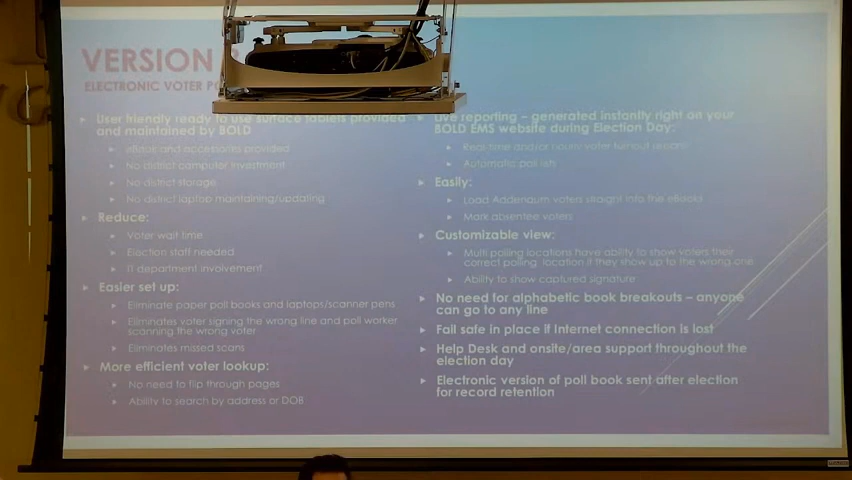 VERSION
ELECTRONIC VOTER
User friendly ready to use surface tablets provided
and maintained by BOLD
eBook and accessories provided
No district computer investment
No district storage
No district laptop maintaining/updating
Reduce:
Voter wait time
Election staff needed
IT department involvement
Easier set up:
Eliminate paper poll books and laptops/scanner pens
Eliminates voter signing the wrong line and poll worker
scanning the wrong voter
Eliminates missed scans
More efficient voter lookup:
No need to flip through pages
Ability to search by address or DOB
Live reporting – generated instantly right on your
BOLD EMS website during Election Day:
Real time and/or hourly voter turnout
Automatic poll lists
Easily:
Load Addendum voters straight into the eBooks
Mark absentee voters
Customizable view:
Multi polling locations have ability to show voters their
correct polling location if they show up to the wrong one
Ability to show captured signature
No need for alphabetic book breakouts – anyone
can go to any line
Fail safe in place if Internet connection is lost
Help Desk and onsite/area support throughout the
election day
Electronic version of poll book sent after election
for record retention